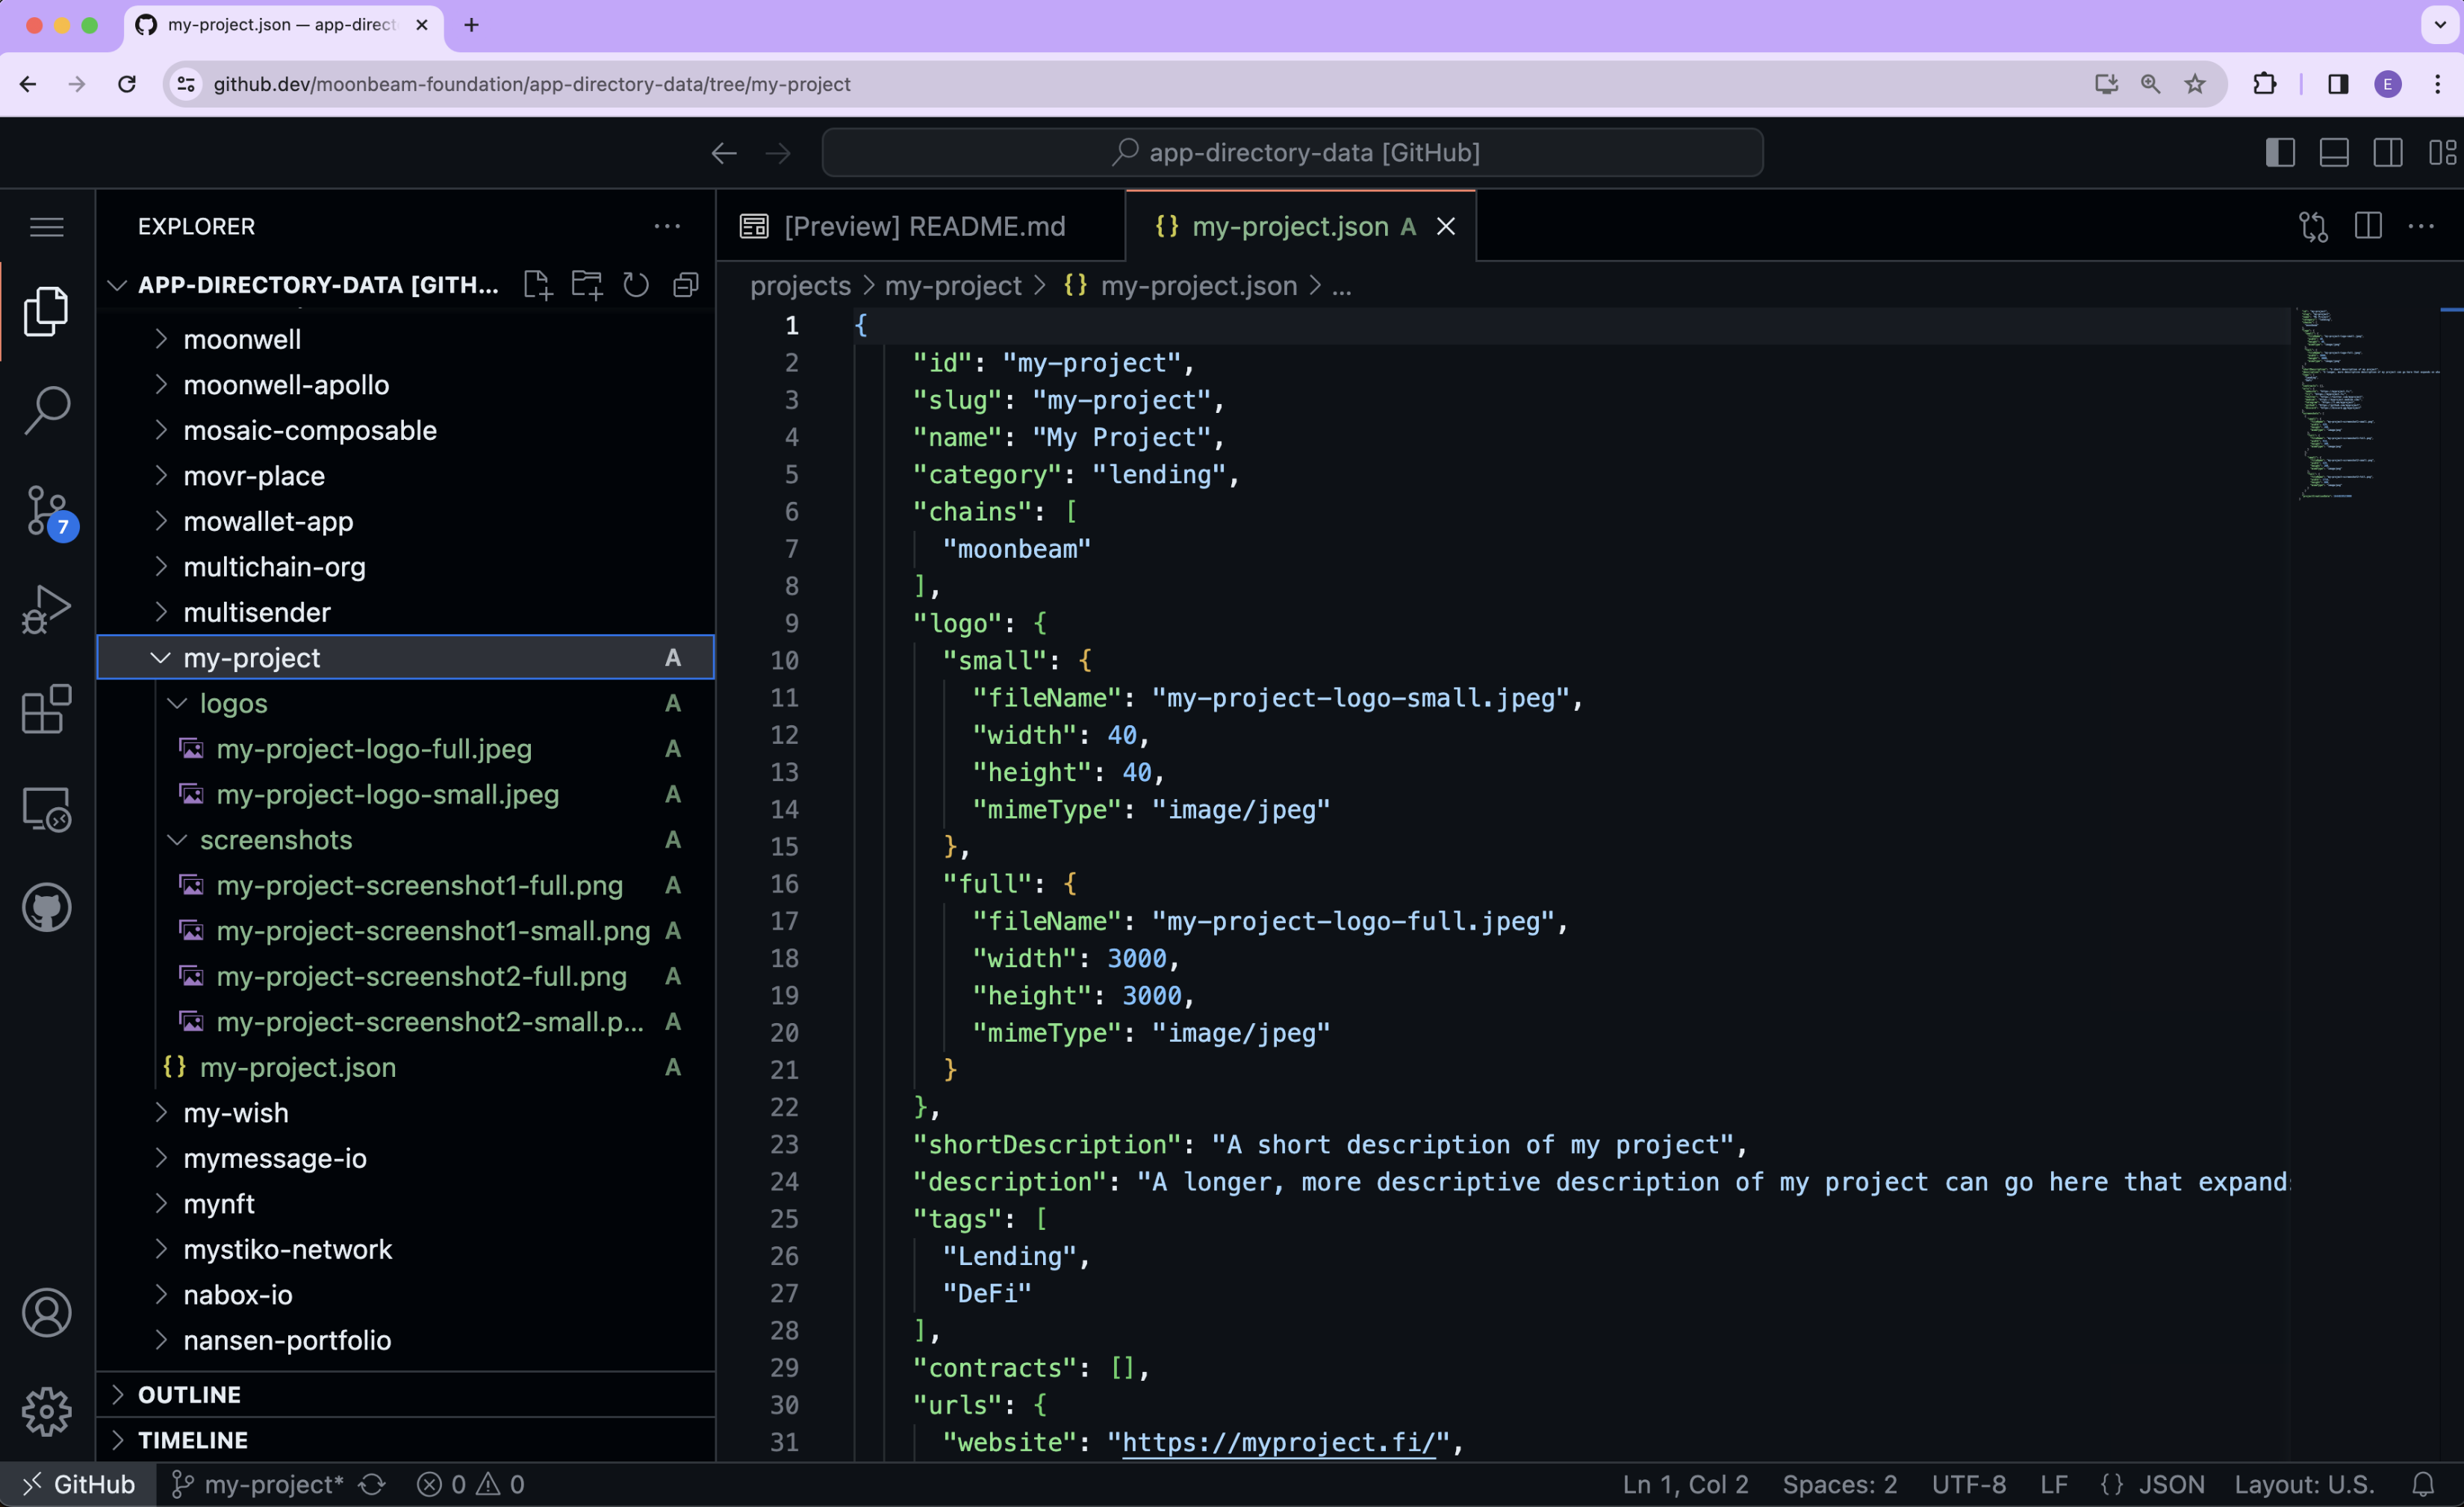 my-project.json — app-direct
github.dev/moonbeam-foundation/app-directory-data/tree/my-project
E
app-directory-data [GitHub]
EXPLORER
[Preview] README.md
{} my-project.json A
APP-DIRECTORY-DATA [GITH...
projects > my-project > {} my-project.json > ...
moonwell
moonwell-apollo
mosaic-composable
movr-place
mowallet-app
7
multichain-org
multisender
my-project A
logos A
my-project-logo-full.jpeg A
my-project-logo-small.jpeg A
screenshots A
my-project-screenshot1-full.png A
my-project-screenshot1-small.png A
my-project-screenshot2-full.png A
my-project-screenshot2-small.p... A
{} my-project.json A
my-wish
mymessage-io
mynft
mystiko-network
nabox-io
nansen-portfolio
OUTLINE
TIMELINE
1 {
2 "id": "my-project",
3 "slug": "my-project",
4 "name": "My Project",
5 "category": "lending",
6 "chains": [
7 "moonbeam"
8 ],
9 "logo": {
10 "small": {
11 "fileName": "my-project-logo-small.jpeg",
12 "width": 40,
13 "height": 40,
14 "mimeType": "image/jpeg"
15 },
16 "full": {
17 "fileName": "my-project-logo-full.jpeg",
18 "width": 3000,
19 "height": 3000,
20 "mimeType": "image/jpeg"
21 }
22 },
23 "shortDescription": "A short description of my project",
24 "description": "A longer, more descriptive description of my project can go here that expands
25 "tags": [
26 "Lending",
27 "DeFi"
28 ],
29 "contracts": [],
30 "urls": {
31 "website": "https://myproject.fi/",
GitHub my-project* 0 0 Ln 1, Col 2 Spaces: 2 UTF-8 LF {} JSON Layout: U.S.